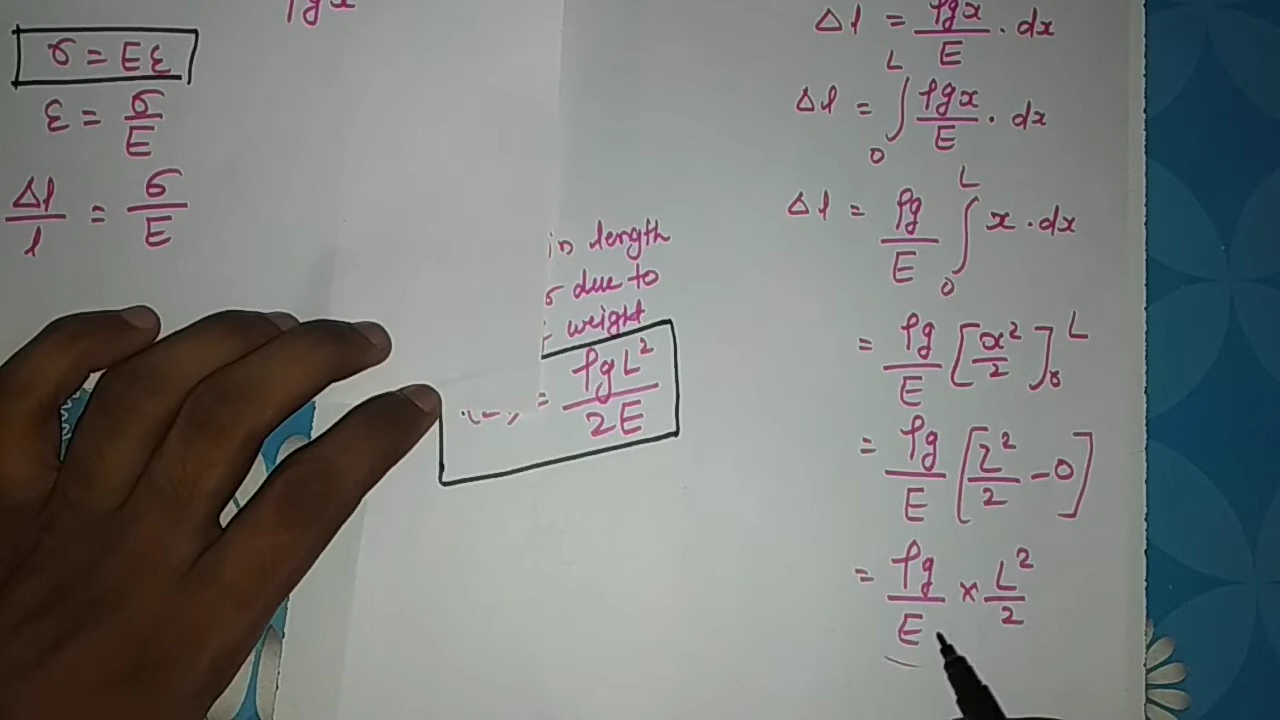 ρgx
σ = Eε
ε = σ/E
Δl/l = σ/E
in length
due to
weight
= ρgL²/2E
Δl = ρgx/E · dx
Δl = ∫₀ᴸ ρgx/E · dx
Δl = ρg/E ∫₀ᴸ x · dx
= ρg/E [x²/2]₀ᴸ
= ρg/E [L²/2 - 0]
= ρg/E × L²/2